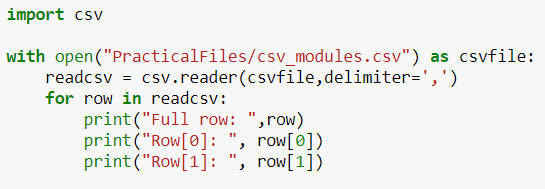 import csv
with open("PracticalFiles/csv_modules.csv") as csvfile:
    readcsv = csv.reader(csvfile,delimiter=',')
    for row in readcsv:
        print("Full row: ",row)
        print("Row[0]: ", row[0])
        print("Row[1]: ", row[1])